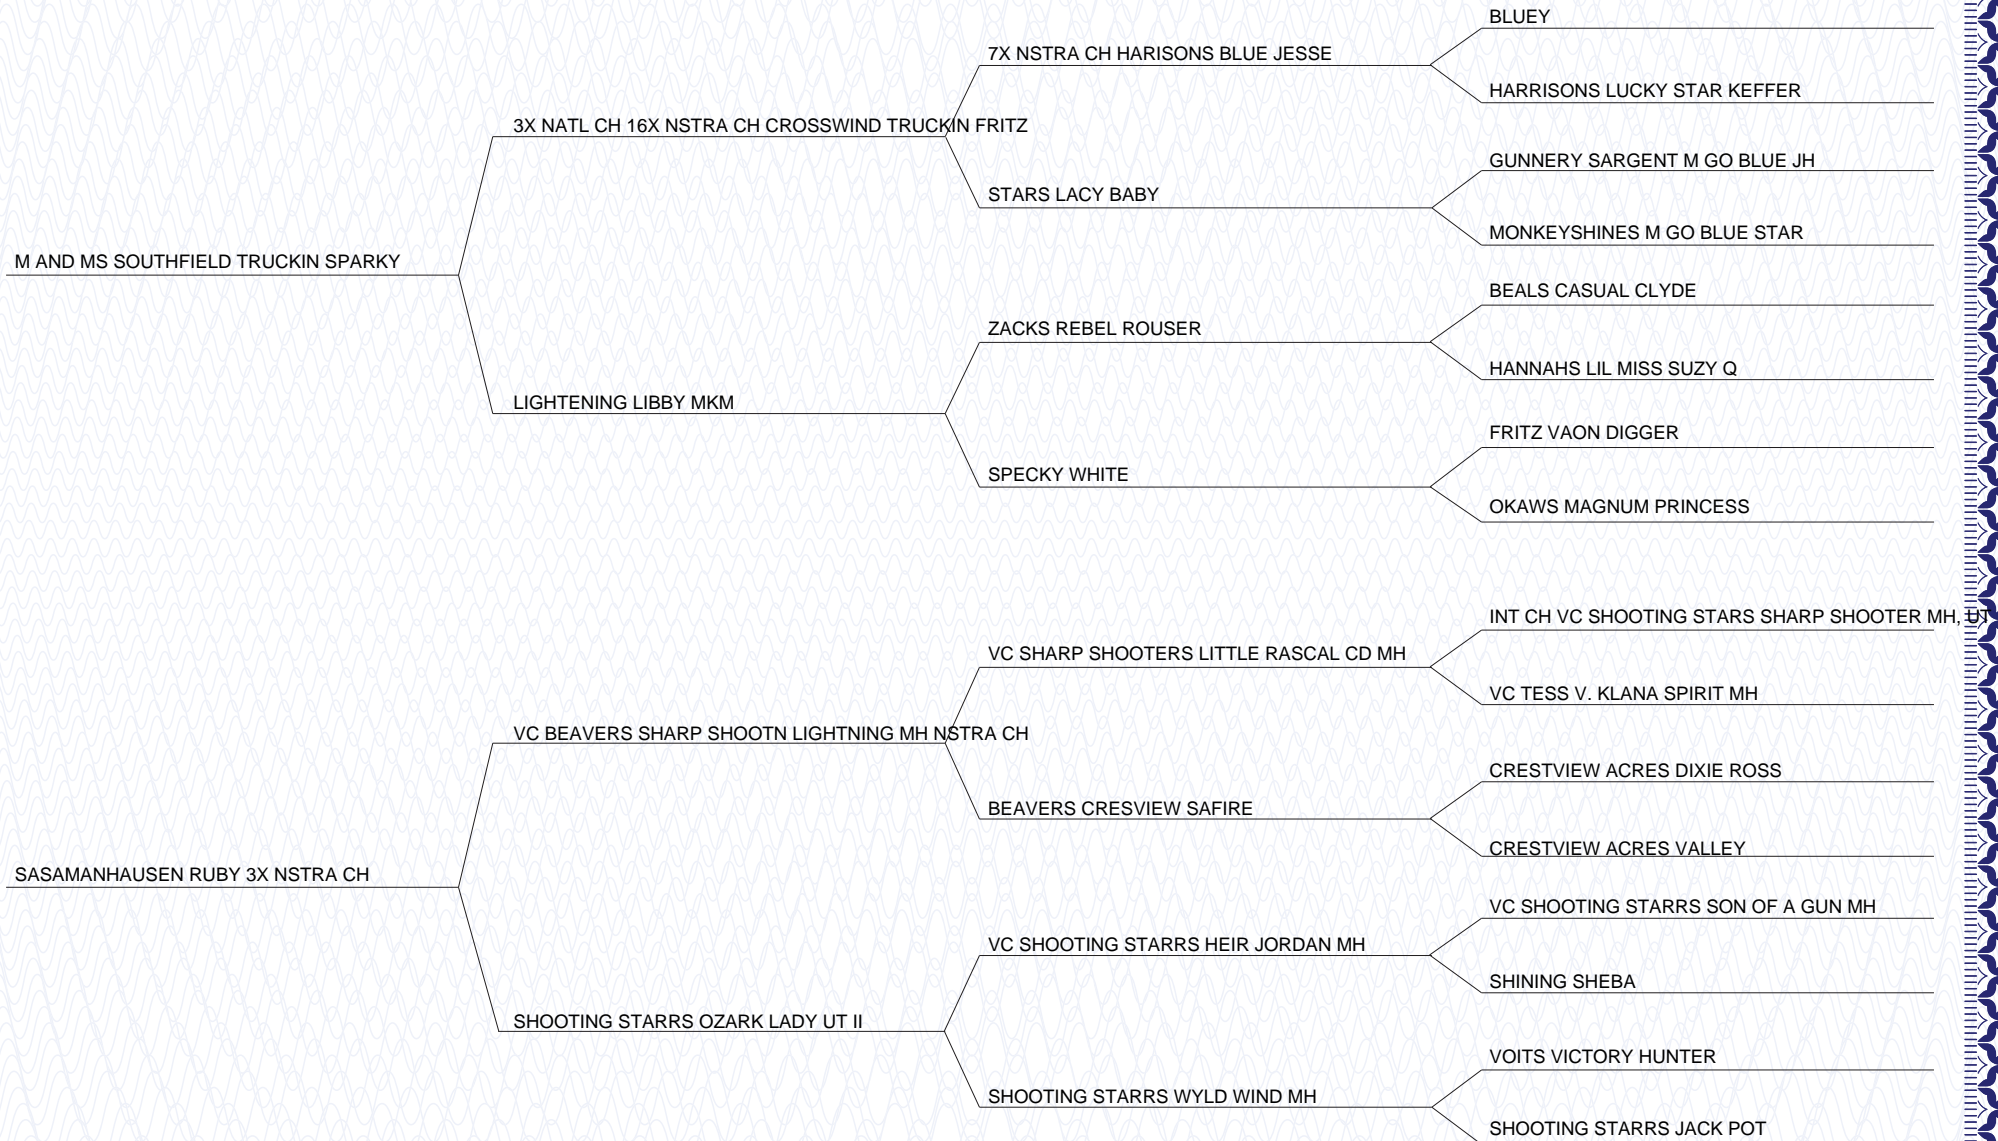 BLUEY
7X NSTRA CH HARISONS BLUE JESSE
HARRISONS LUCKY STAR KEFFER
3X NATL CH 16X NSTRA CH CROSSWIND TRUCKIN FRITZ
GUNNERY SARGENT M GO BLUE JH
STARS LACY BABY
MONKEYSHINES M GO BLUE STAR
M AND MS SOUTHFIELD TRUCKIN SPARKY
BEALS CASUAL CLYDE
ZACKS REBEL ROUSER
HANNAHS LIL MISS SUZY Q
LIGHTENING LIBBY MKM
FRITZ VAON DIGGER
SPECKY WHITE
OKAWS MAGNUM PRINCESS
INT CH VC SHOOTING STARS SHARP SHOOTER MH, UT
VC SHARP SHOOTERS LITTLE RASCAL CD MH
VC TESS V. KLANA SPIRIT MH
VC BEAVERS SHARP SHOOTN LIGHTNING MH NSTRA CH
CRESTVIEW ACRES DIXIE ROSS
BEAVERS CRESVIEW SAFIRE
CRESTVIEW ACRES VALLEY
SASAMANHAUSEN RUBY 3X NSTRA CH
VC SHOOTING STARRS SON OF A GUN MH
VC SHOOTING STARRS HEIR JORDAN MH
SHINING SHEBA
SHOOTING STARRS OZARK LADY UT II
VOITS VICTORY HUNTER
SHOOTING STARRS WYLD WIND MH
SHOOTING STARRS JACK POT